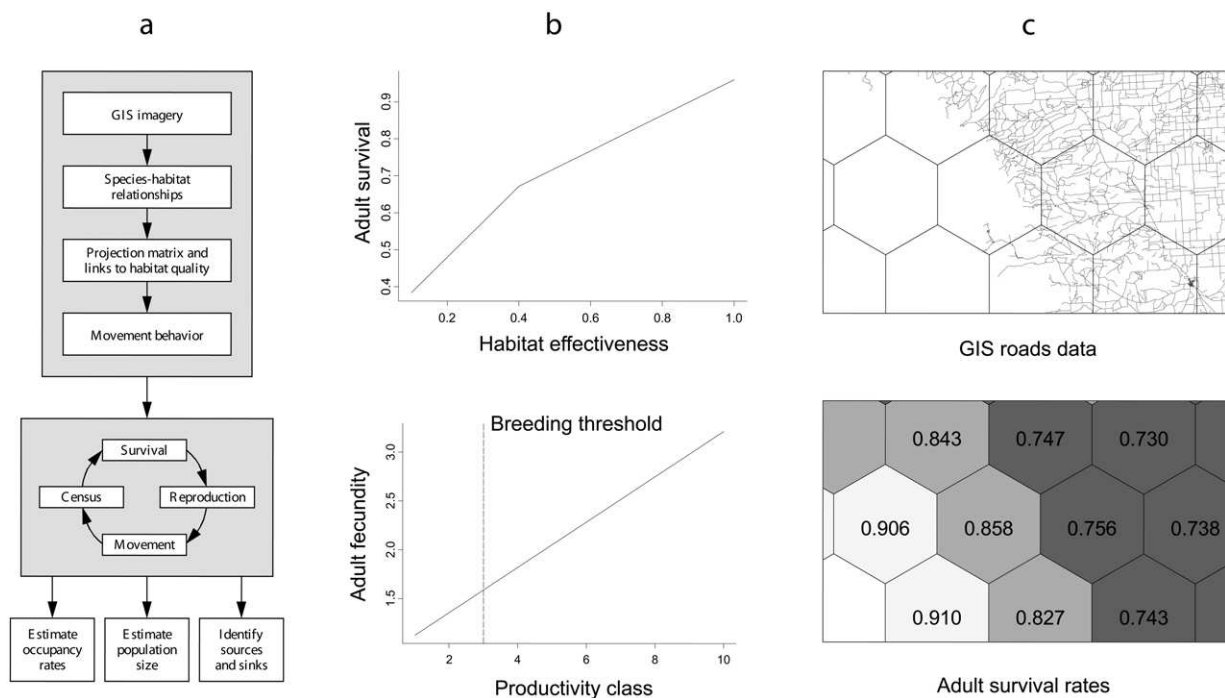 a
GIS imagery
Species-habitat
relationships
Projection matrix and
links to habitat quality
Movement behavior
Survival
Census
Reproduction
Movement
Estimate
occupancy
rates
Estimate
population
size
Identify
sources
and sinks
b
Adult survival
0.9
0.8
0.7
0.6
0.5
0.4
0.2
0.4
0.6
0.8
1.0
Habitat effectiveness
Breeding threshold
Adult fecundity
3.0
2.5
2.0
1.5
2
4
6
8
10
Productivity class
c
GIS roads data
0.843
0.747
0.730
0.906
0.858
0.756
0.738
0.910
0.827
0.743
Adult survival rates